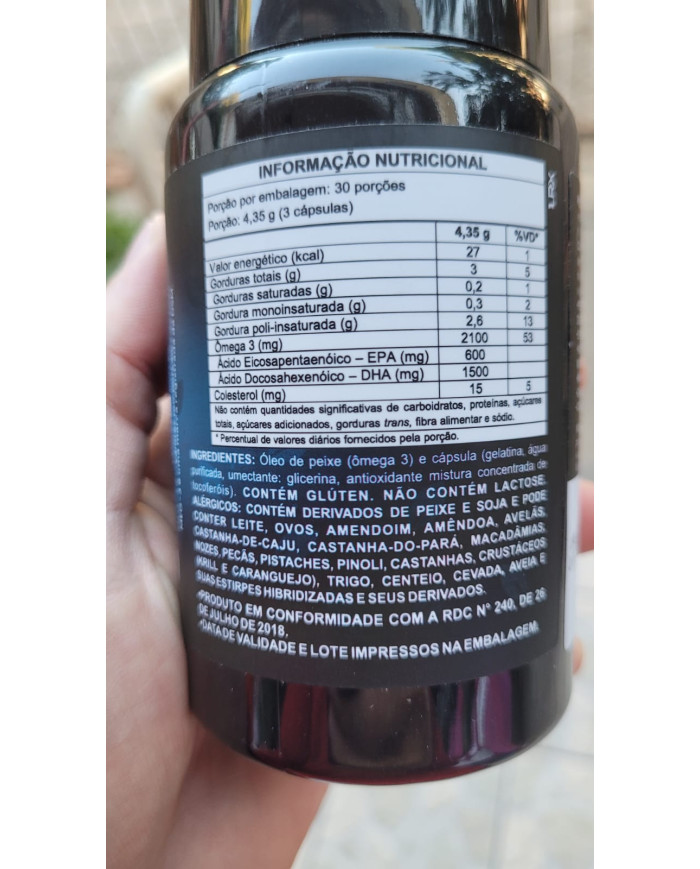 INFORMAÇÃO NUTRICIONAL
Porção por embalagem: 30 porções
Porção: 4,35 g (3 cápsulas)
4,35 g %VD*
Valor energético (kcal) 27 1
Gorduras totais (g) 3 5
Gorduras saturadas (g) 0,2 1
Gordura monoinsaturada (g) 0,3 2
Gordura poli-insaturada (g) 2,6 13
Ômega 3 (mg) 2100 53
Ácido Eicosapentaenóico – EPA (mg) 600
Ácido Docosahexenóico – DHA (mg) 1500
Colesterol (mg) 15 5
Não contém quantidades significativas de carboidratos, proteínas, açúcares
totais, açúcares adicionados, gorduras trans, fibra alimentar e sódio.
* Percentual de valores diários fornecidos pela porção.
INGREDIENTES: Óleo de peixe (ômega 3) e cápsula (gelatina, água
purificada, umectante: glicerina, antioxidante mistura concentrada de
tocoferóis). CONTÉM GLÚTEN. NÃO CONTÉM LACTOSE.
ALÉRGICOS: CONTÉM DERIVADOS DE PEIXE E SOJA E PODE
CONTER LEITE, OVOS, AMENDOIM, AMÊNDOA, AVELÃS,
CASTANHA-DE-CAJU, CASTANHA-DO-PARÁ, MACADÂMIAS,
NOZES, PECÃS, PISTACHES, PINOLI, CASTANHAS, CRUSTÁCEOS
(KRILL E CARANGUEJO), TRIGO, CENTEIO, CEVADA, AVEIA E
SUAS ESTIRPES HIBRIDIZADAS E SEUS DERIVADOS.
*PRODUTO EM CONFORMIDADE COM A RDC N° 240, DE 26
DE JULHO DE 2018.
*DATA DE VALIDADE E LOTE IMPRESSOS NA EMBALAGEM.